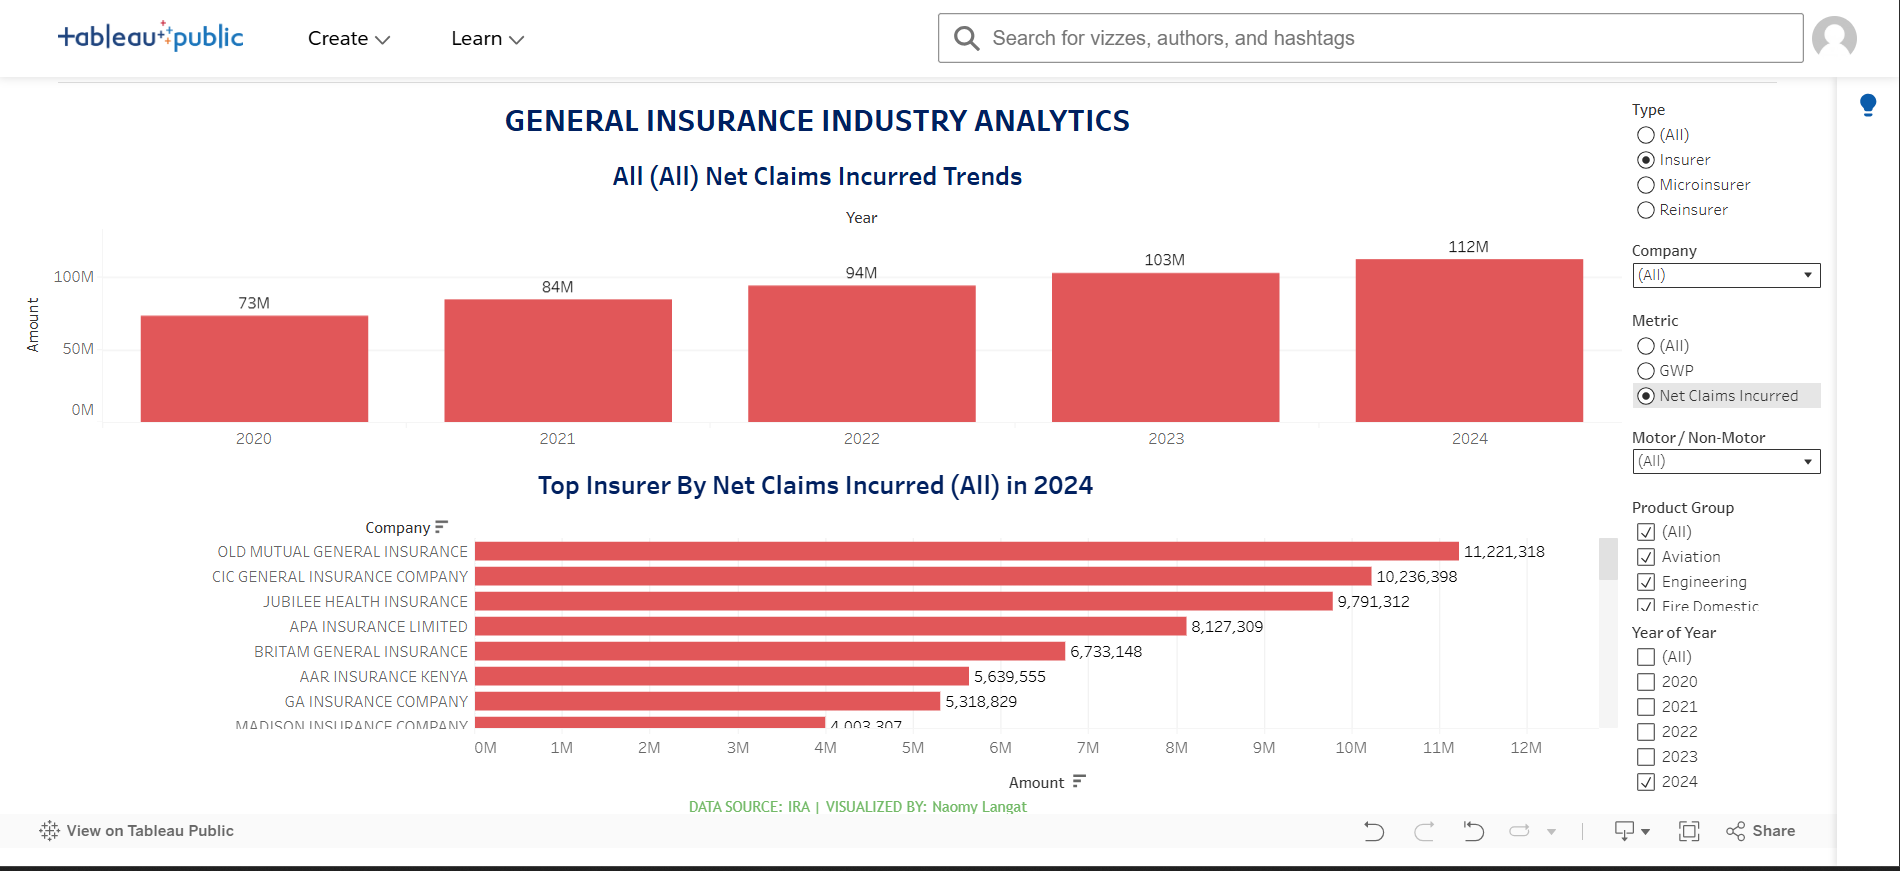 tableau public
Create
Learn
Search for vizzes, authors, and hashtags
GENERAL INSURANCE INDUSTRY ANALYTICS
All (All) Net Claims Incurred Trends
Year
Amount
100M
50M
0M
73M
84M
94M
103M
112M
2020
2021
2022
2023
2024
Top Insurer By Net Claims Incurred (All) in 2024
Company
OLD MUTUAL GENERAL INSURANCE 11,221,318
CIC GENERAL INSURANCE COMPANY 10,236,398
JUBILEE HEALTH INSURANCE 9,791,312
APA INSURANCE LIMITED 8,127,309
BRITAM GENERAL INSURANCE 6,733,148
AAR INSURANCE KENYA 5,639,555
GA INSURANCE COMPANY 5,318,829
MADISON INSURANCE COMPANY 4,003,307
0M 1M 2M 3M 4M 5M 6M 7M 8M 9M 10M 11M 12M
Amount
DATA SOURCE: IRA | VISUALIZED BY: Naomy Langat
Type
(All)
Insurer
Microinsurer
Reinsurer
Company
(All)
Metric
(All)
GWP
Net Claims Incurred
Motor / Non-Motor
(All)
Product Group
(All)
Aviation
Engineering
Fire Domestic
Year of Year
(All)
2020
2021
2022
2023
2024
View on Tableau Public
Share